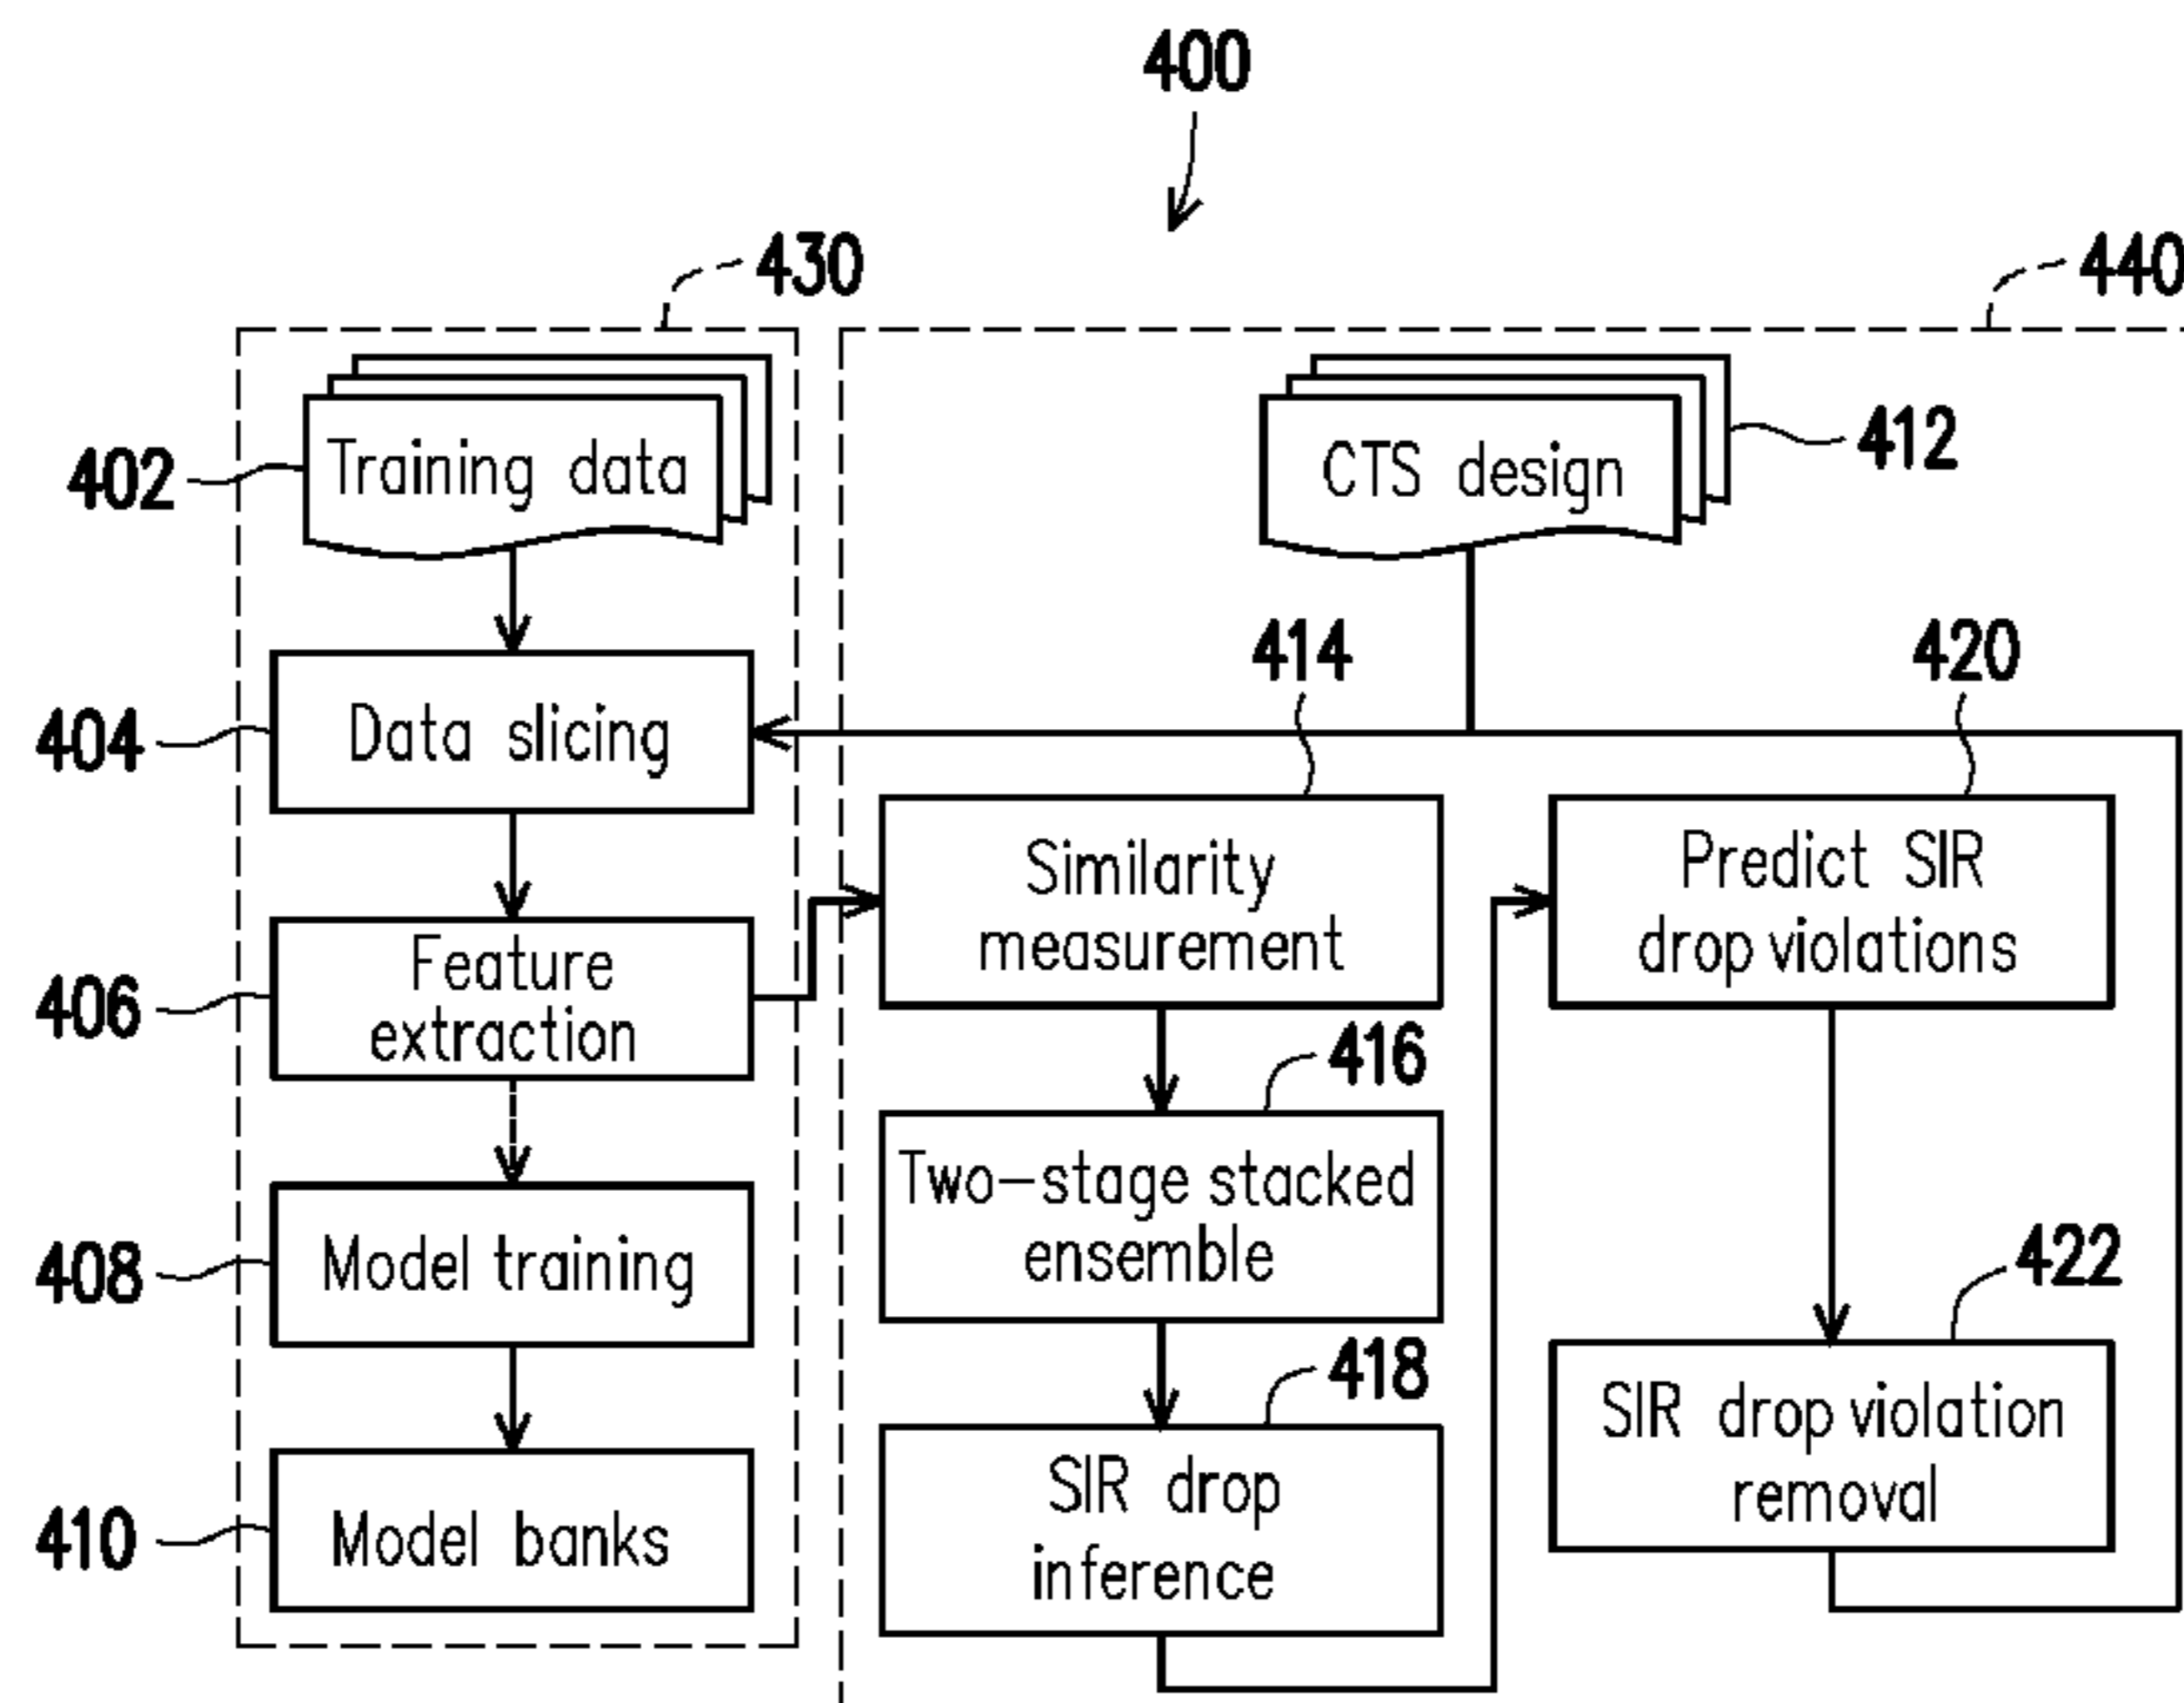 400
430
440
402
Training data
CTS design
412
414
420
404
Data slicing
Similarity
measurement
Predict SIR
drop violations
406
Feature
extraction
416
Two-stage stacked
ensemble
408
Model training
422
418
SIR drop
inference
SIR drop violation
removal
410
Model banks